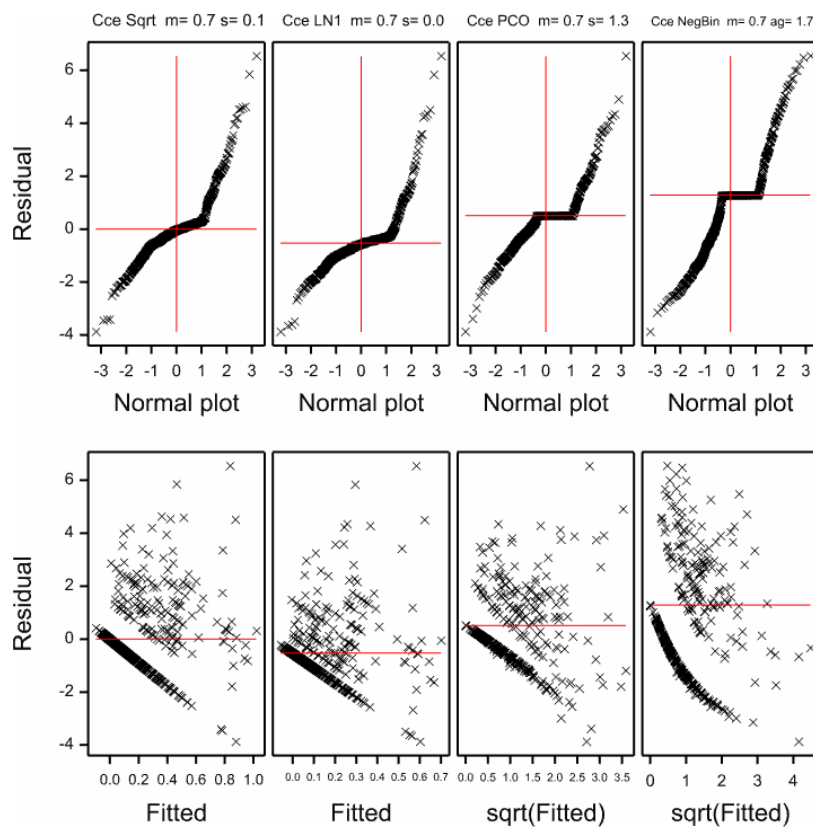 Cce Sqrt m= 0.7 s= 0.1 Cce LN1 m= 0.7 s= 0.0 Cce PCO m= 0.7 s= 1.3 Cce NegBin m= 0.7 ag= 1.7
6
4
2
0
-2
-4
Residual
-3 -2 -1 0 1 2 3 -3 -2 -1 0 1 2 3 -3 -2 -1 0 1 2 3 -3 -2 -1 0 1 2 3
Normal plot Normal plot Normal plot Normal plot
6
4
2
0
-2
-4
Residual
0.0 0.2 0.4 0.6 0.8 1.0 0.0 0.1 0.2 0.3 0.4 0.5 0.6 0.7 0.0 0.5 1.0 1.5 2.0 2.5 3.0 3.5 0 1 2 3 4
Fitted Fitted sqrt(Fitted) sqrt(Fitted)